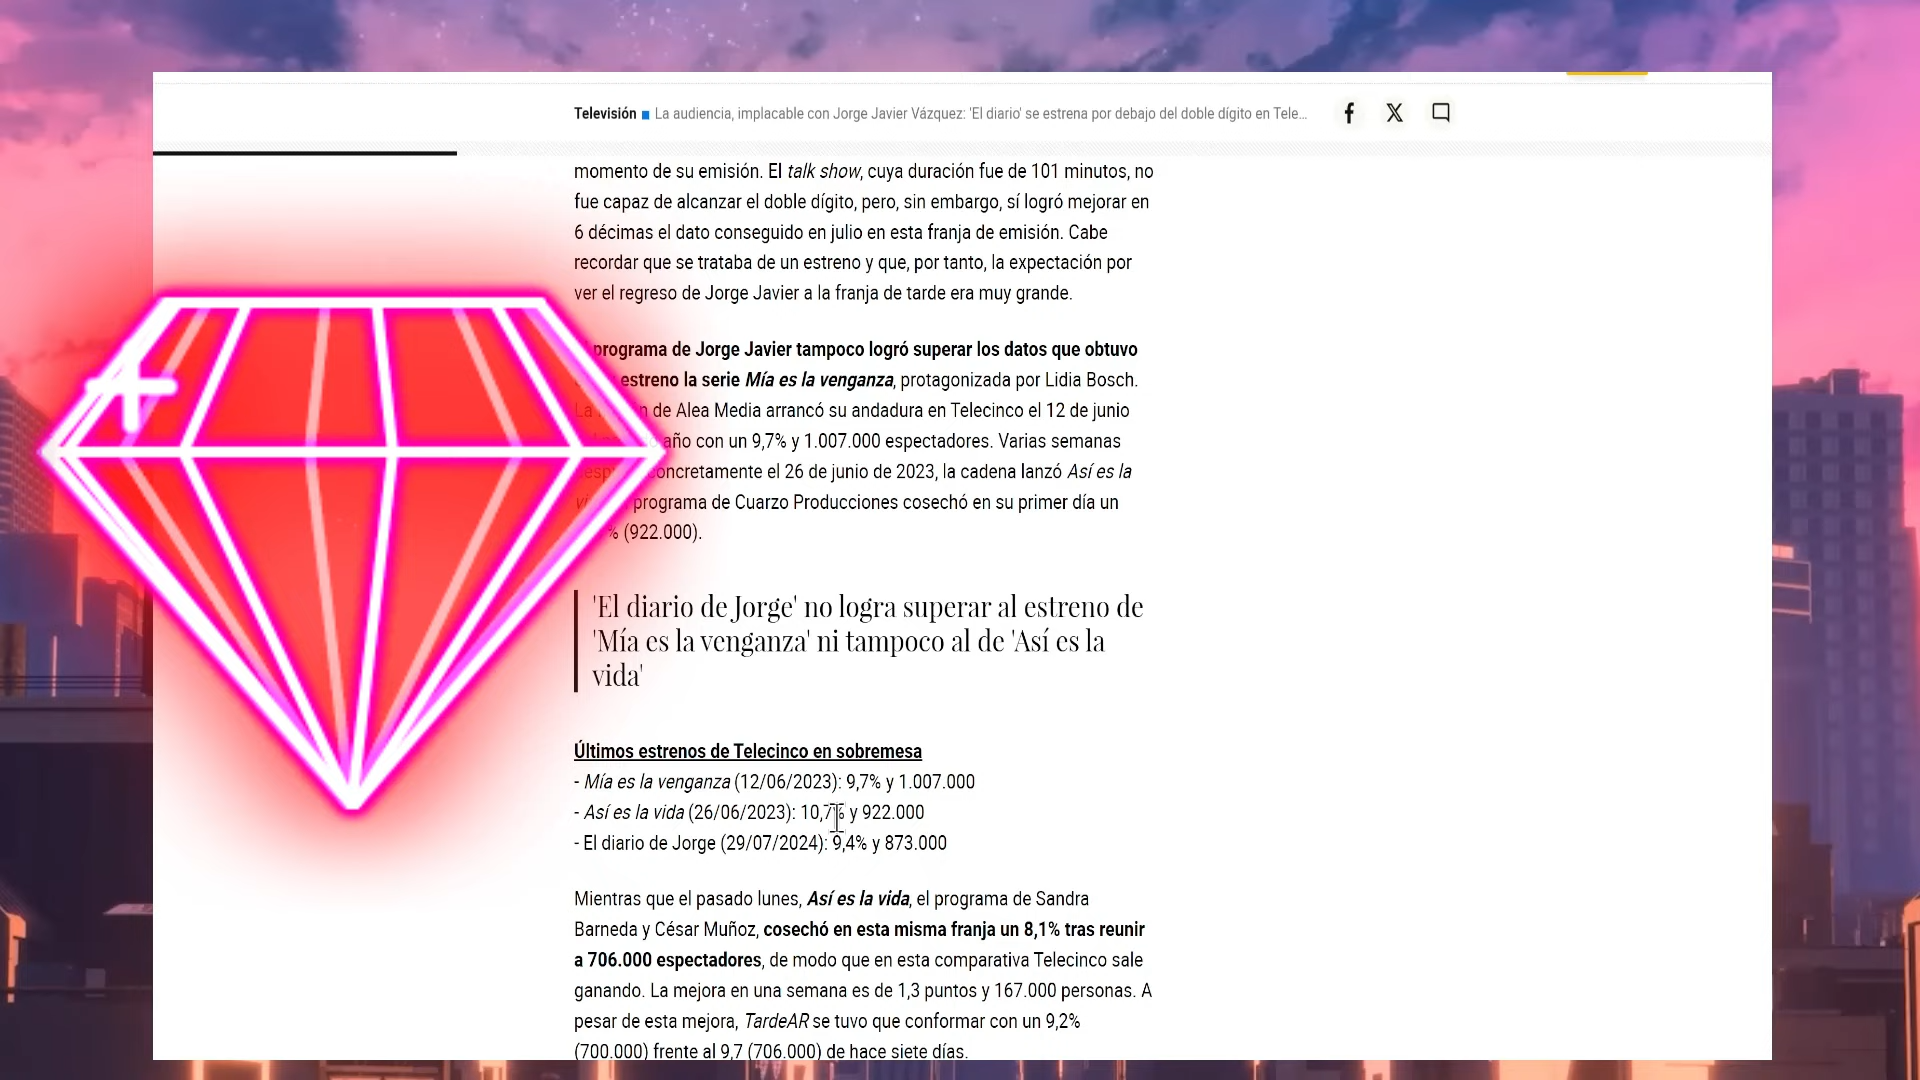 Televisión La audiencia, implacable con Jorge Javier Vázquez: 'El diario' se estrena por debajo del doble dígito en Tele...
momento de su emisión. El talk show, cuya duración fue de 101 minutos, no
fue capaz de alcanzar el doble dígito, pero, sin embargo, sí logró mejorar en
6 décimas el dato conseguido en julio en esta franja de emisión. Cabe
recordar que se trataba de un estreno y que, por tanto, la expectación por
ver el regreso de Jorge Javier a la franja de tarde era muy grande.
programa de Jorge Javier tampoco logró superar los datos que obtuvo
estreno la serie Mía es la venganza, protagonizada por Lidia Bosch.
La de Alea Media arrancó su andadura en Telecinco el 12 de junio
año con un 9,7% y 1.007.000 espectadores. Varias semanas
concretamente el 26 de junio de 2023, la cadena lanzó Así es la
programa de Cuarzo Producciones cosechó en su primer día un
% (922.000).
'El diario de Jorge' no logra superar al estreno de
'Mía es la venganza' ni tampoco al de 'Así es la
vida'
Últimos estrenos de Telecinco en sobremesa
- Mía es la venganza (12/06/2023): 9,7% y 1.007.000
- Así es la vida (26/06/2023): 10,7% y 922.000
- El diario de Jorge (29/07/2024): 9,4% y 873.000
Mientras que el pasado lunes, Así es la vida, el programa de Sandra
Barneda y César Muñoz, cosechó en esta misma franja un 8,1% tras reunir
a 706.000 espectadores, de modo que en esta comparativa Telecinco sale
ganando. La mejora en una semana es de 1,3 puntos y 167.000 personas. A
pesar de esta mejora, TardeAR se tuvo que conformar con un 9,2%
(700.000) frente al 9,7 (706.000) de hace siete días.